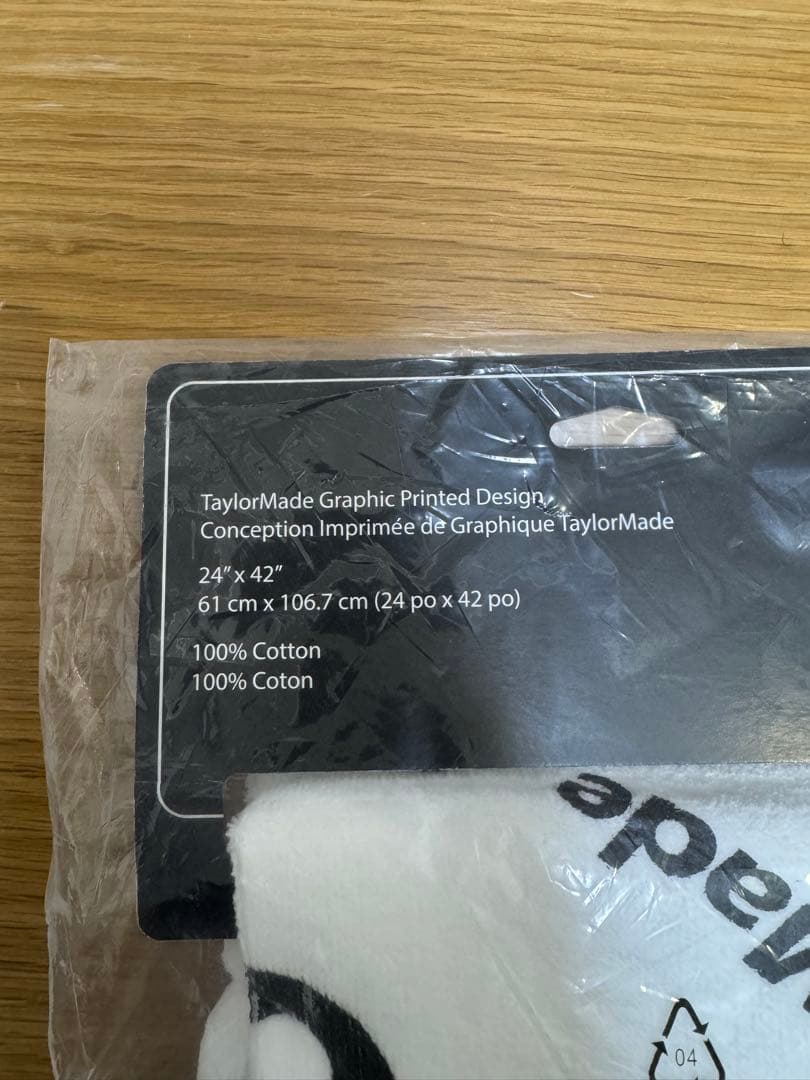 TaylorMade Graphic Printed Design
Conception Imprimée de Graphique TaylorMade
24” x 42”
61 cm x 106.7 cm (24 po x 42 po)
100% Cotton
100% Coton
Made
04